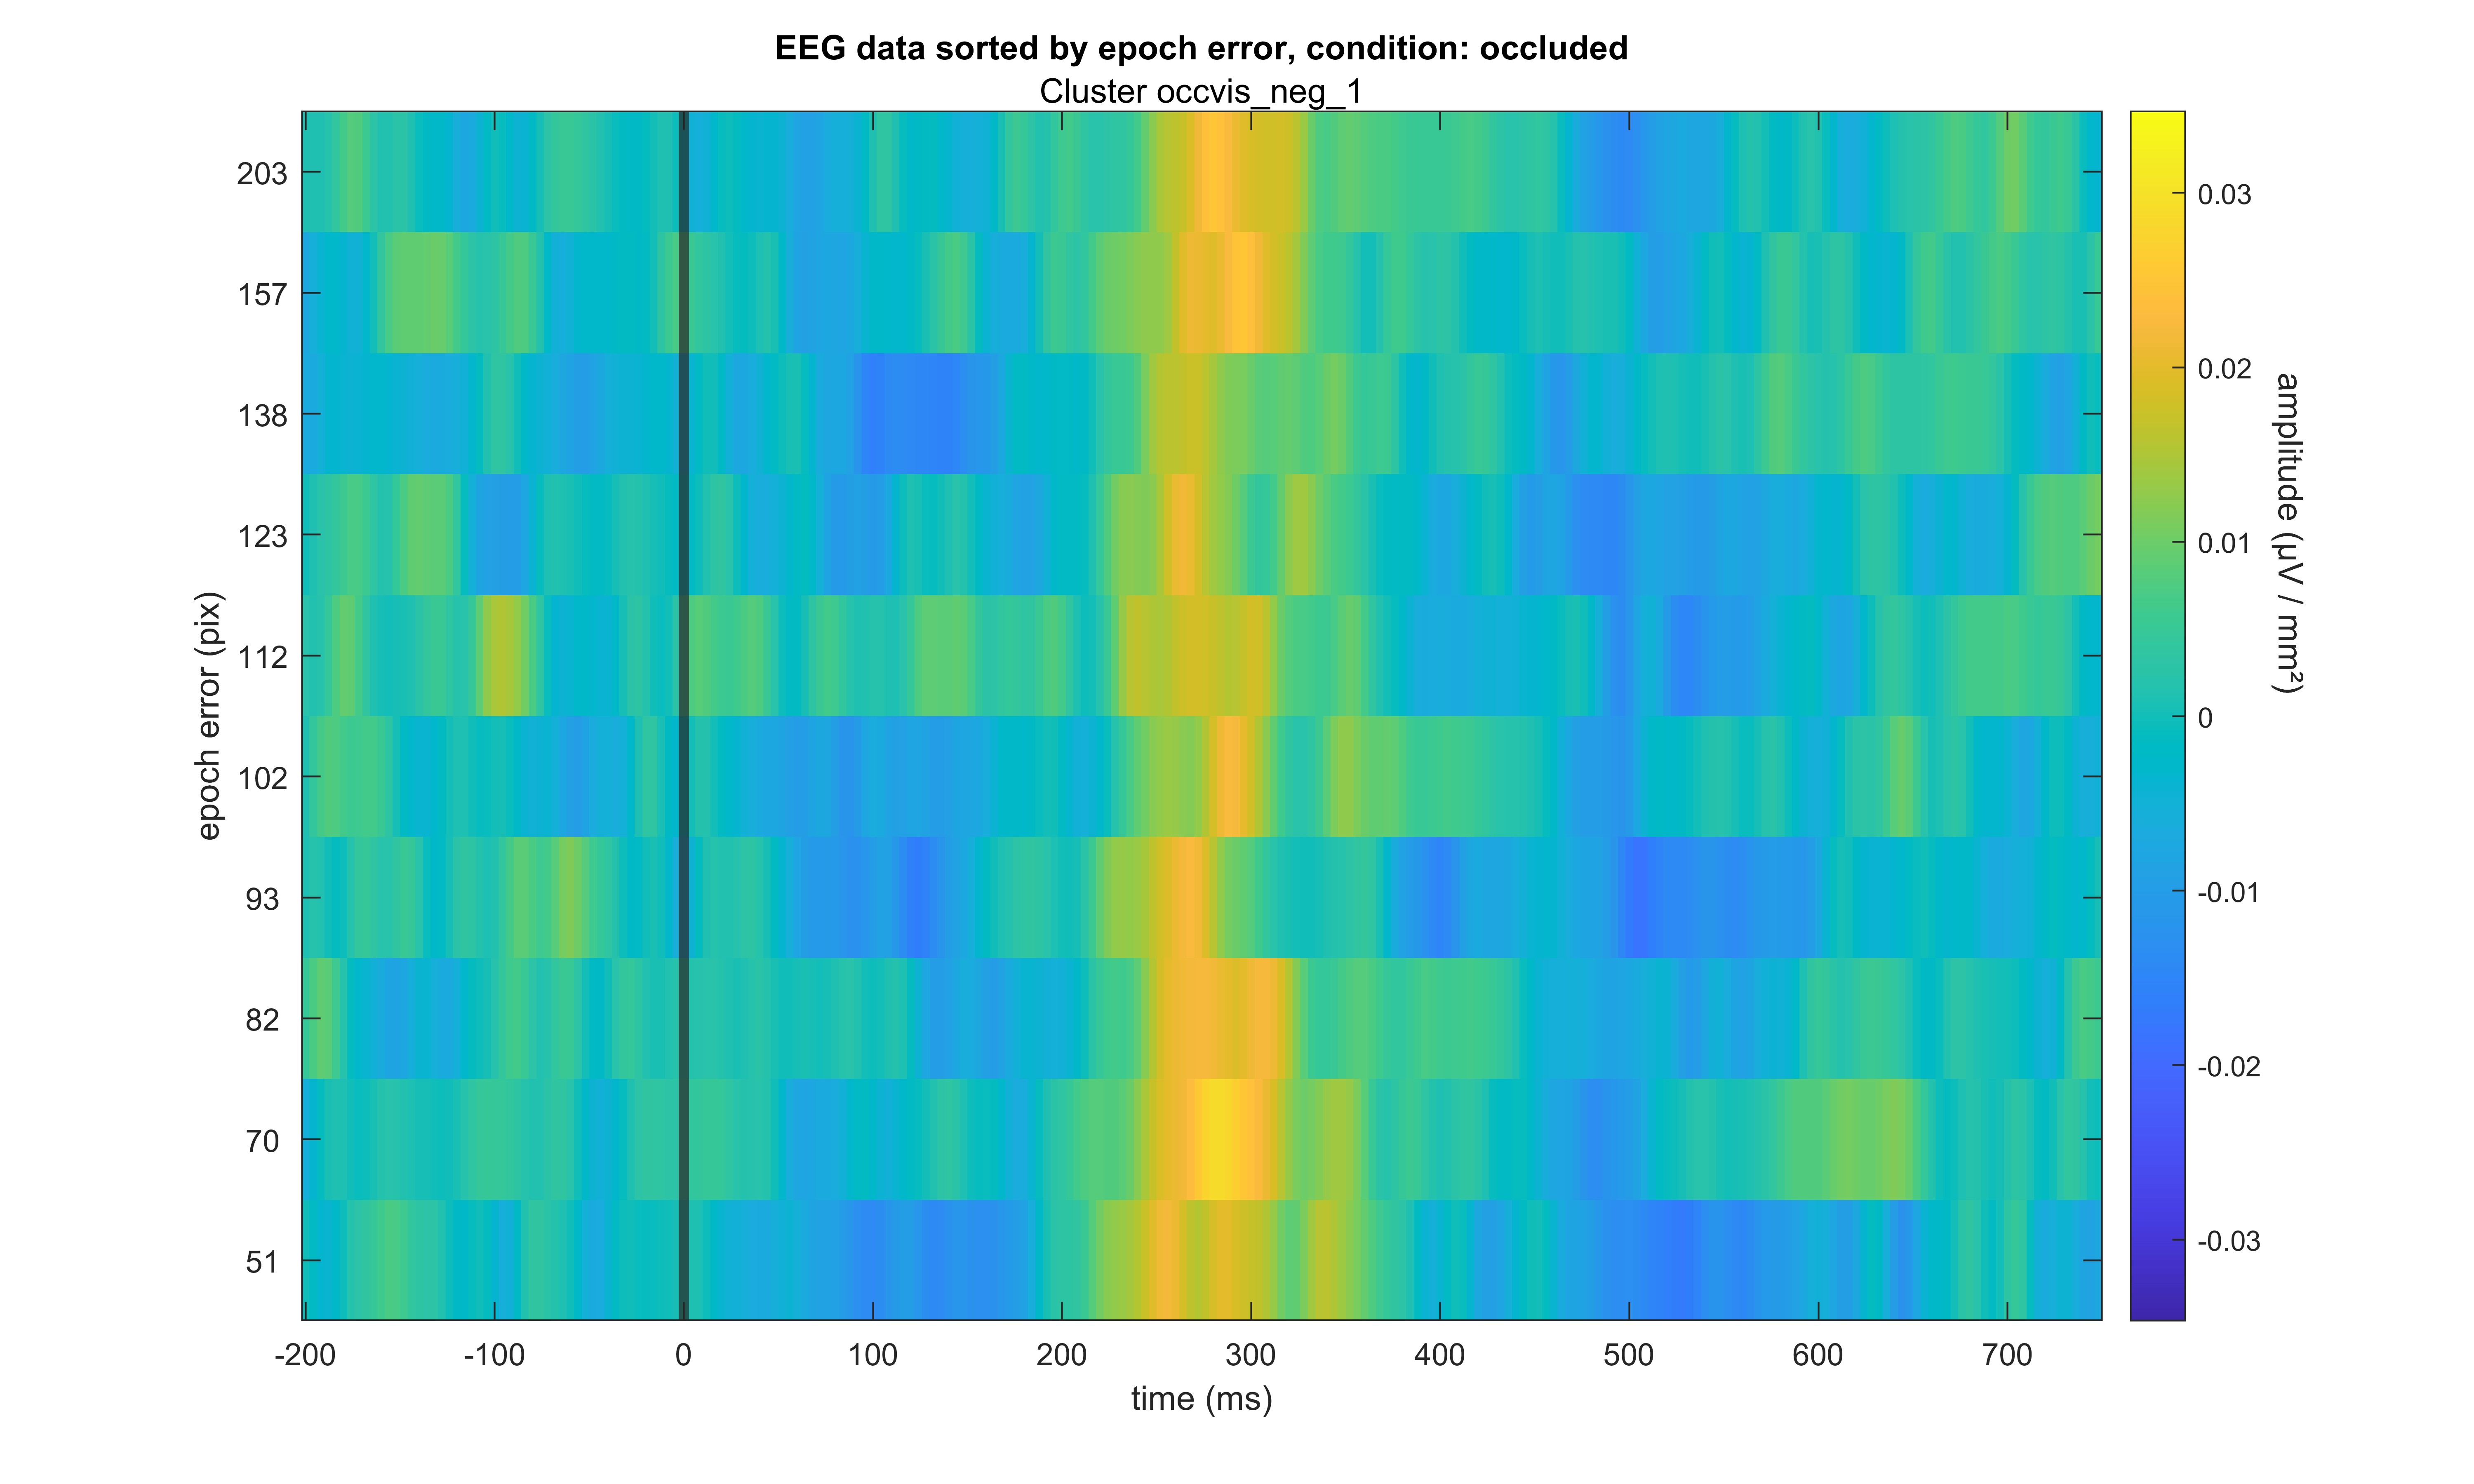 EEG data sorted by epoch error, condition: occluded
Cluster occvis_neg_1
epoch error (pix)
203
157
138
123
112
102
93
82
70
51
-200 -100 0 100 200 300 400 500 600 700
time (ms)
0.03
0.02
0.01
0
-0.01
-0.02
-0.03
amplitude (µV / mm²)